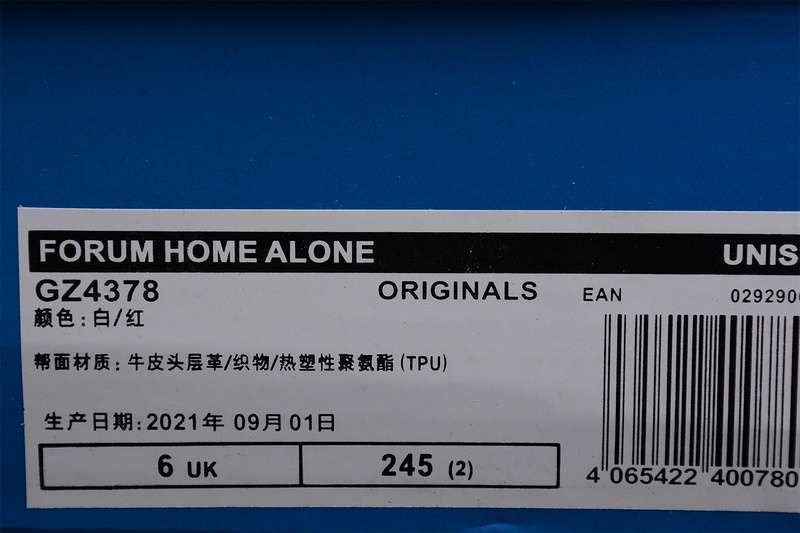 FORUM HOME ALONE UNIS
GZ4378 ORIGINALS EAN 029290
颜色:白/红
帮面材质:牛皮头层革/织物/热塑性聚氨酯(TPU)
生产日期:2021年 09月 01日
6 UK 245 (2)
4 065422 400780